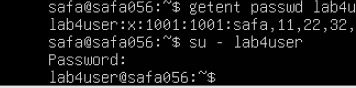 safa@safa056:~$ getent passwd lab4u
lab4user:x:1001:1001:safa,11,22,32,
safa@safa056:~$ su - lab4user
Password:
lab4user@safa056:~$